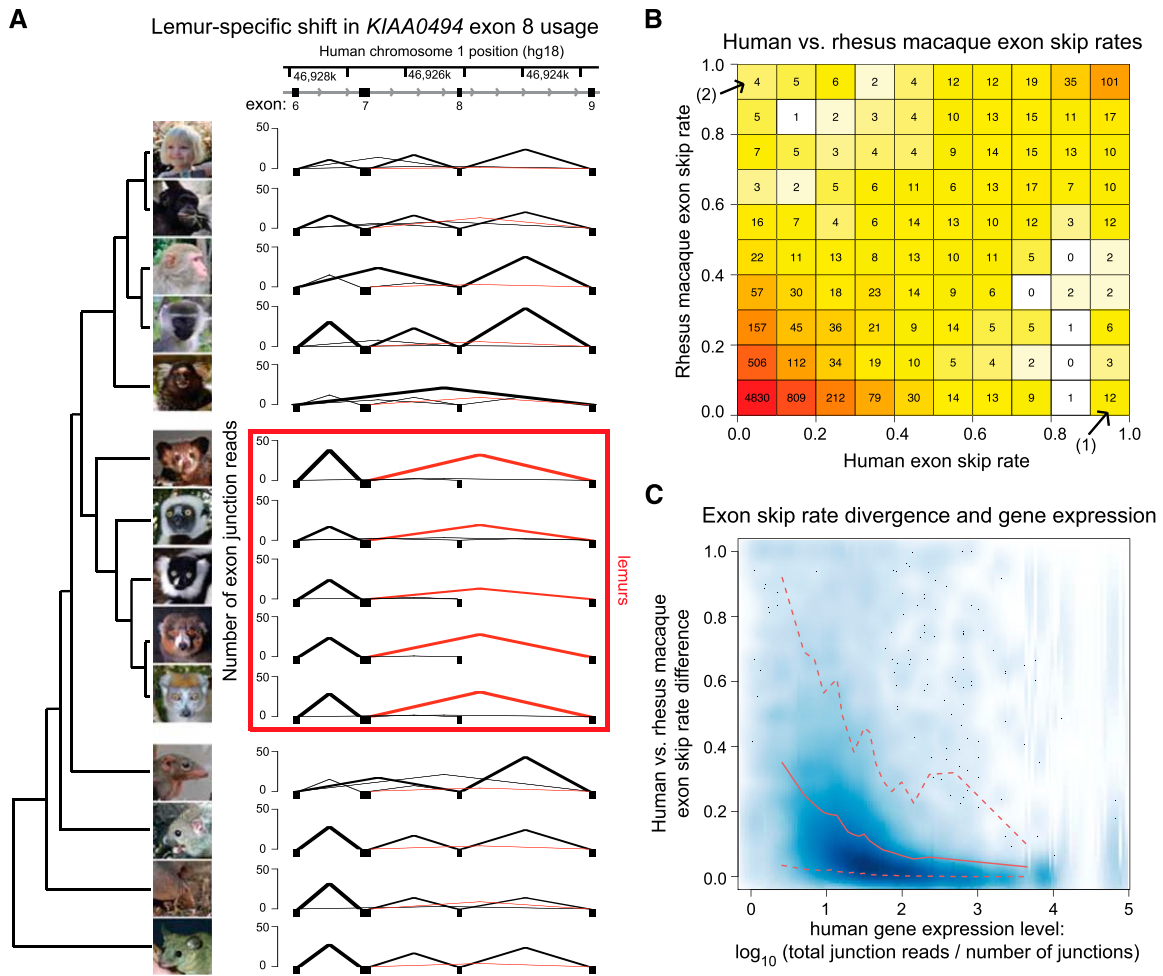 A
Lemur-specific shift in KIAA0494 exon 8 usage
Human chromosome 1 position (hg18)
46,928k 46,926k 46,924k
exon:
6 7 8 9
Number of exon junction reads
50
0
50
0
50
0
50
0
50
0
50
0
50
0
50
0
50
0
50
0
50
0
50
0
50
0
50
0
lemurs
B
Human vs. rhesus macaque exon skip rates
Rhesus macaque exon skip rate
1.0
0.8
0.6
0.4
0.2
0.0
(2)
4 5 6 2 4 12 12 19 35 101
5 1 2 3 4 10 13 15 11 17
7 5 3 4 4 9 14 15 13 10
3 2 5 6 11 6 13 17 7 10
16 7 4 6 14 13 10 12 3 12
22 11 13 8 13 10 11 5 0 2
57 30 18 23 14 9 6 0 2 2
157 45 36 21 9 14 5 5 1 6
506 112 34 19 10 5 4 2 0 3
4830 809 212 79 30 14 13 9 1 12
0.0 0.2 0.4 0.6 0.8 1.0
(1)
Human exon skip rate
C
Exon skip rate divergence and gene expression
Human vs. rhesus macaque
exon skip rate difference
1.0
0.8
0.6
0.4
0.2
0.0
0 1 2 3 4 5
human gene expression level:
log10 (total junction reads / number of junctions)